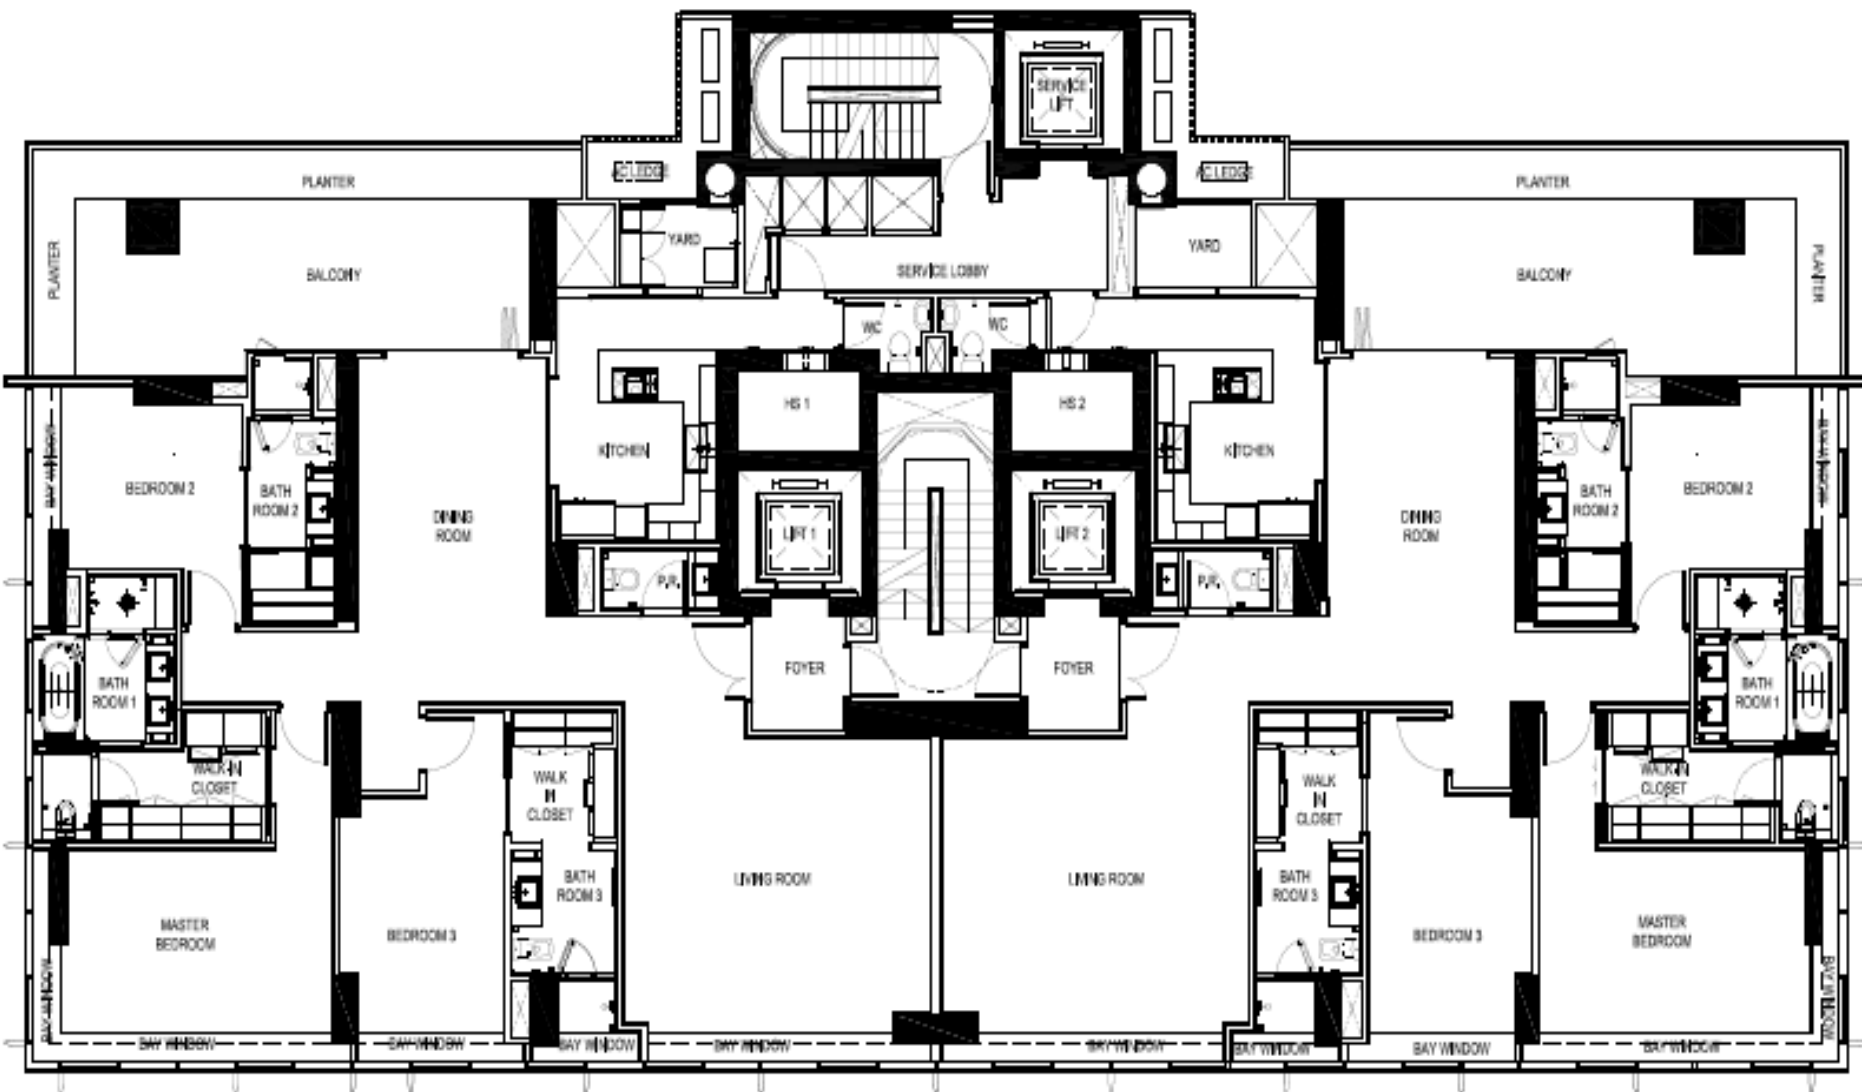 SERVICE
LIFT
AC LEDGE
AC LEDGE
PLANTER
PLANTER
YARD
YARD
PLANTER
PLANTER
BALCONY
SERVICE LOBBY
BALCONY
WC
WC
HS 1
HS 2
KITCHEN
KITCHEN
BAY WINDOW
BAY WINDOW
BEDROOM 2
BATH
ROOM 2
DINING
ROOM
LIFT 1
LIFT 2
DINING
ROOM
BATH
ROOM 2
BEDROOM 2
P.R.
P.R.
FOYER
FOYER
BATH
ROOM 1
BATH
ROOM 1
WALK-IN
CLOSET
WALK
IN
CLOSET
WALK
IN
CLOSET
WALK-IN
CLOSET
BATH
ROOM 3
LIVING ROOM
LIVING ROOM
BATH
ROOM 3
MASTER
BEDROOM
BEDROOM 3
BEDROOM 3
MASTER
BEDROOM
BAY WINDOW
BAY WINDOW
BAY WINDOW
BAY WINDOW
BAY WINDOW
BAY WINDOW
BAY WINDOW
BAY WINDOW
BAY WINDOW
BAY WINDOW